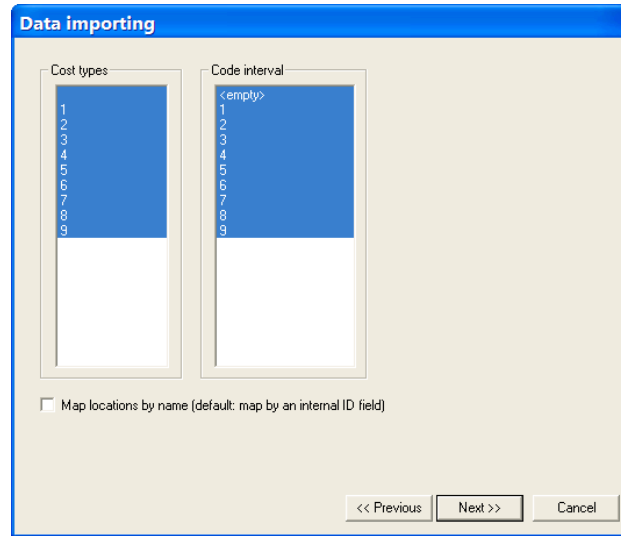 Data importing
Cost types
1
2
3
4
5
6
7
8
9
Code interval
<empty>
1
2
3
4
5
6
7
8
9
Map locations by name (default: map by an internal ID field)
<< Previous
Next >>
Cancel